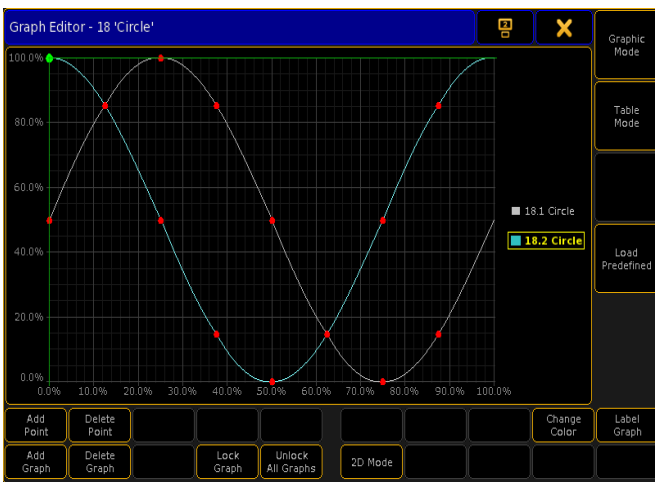 Graph Editor - 18 'Circle'
2
Graphic
Mode
Table
Mode
Load
Predefined
100.0%
80.0%
60.0%
40.0%
20.0%
0.0%
0.0% 10.0% 20.0% 30.0% 40.0% 50.0% 60.0% 70.0% 80.0% 90.0% 100.0%
18.1 Circle
18.2 Circle
Add
Point
Delete
Point
Change
Color
Label
Graph
Add
Graph
Delete
Graph
Lock
Graph
Unlock
All Graphs
2D Mode